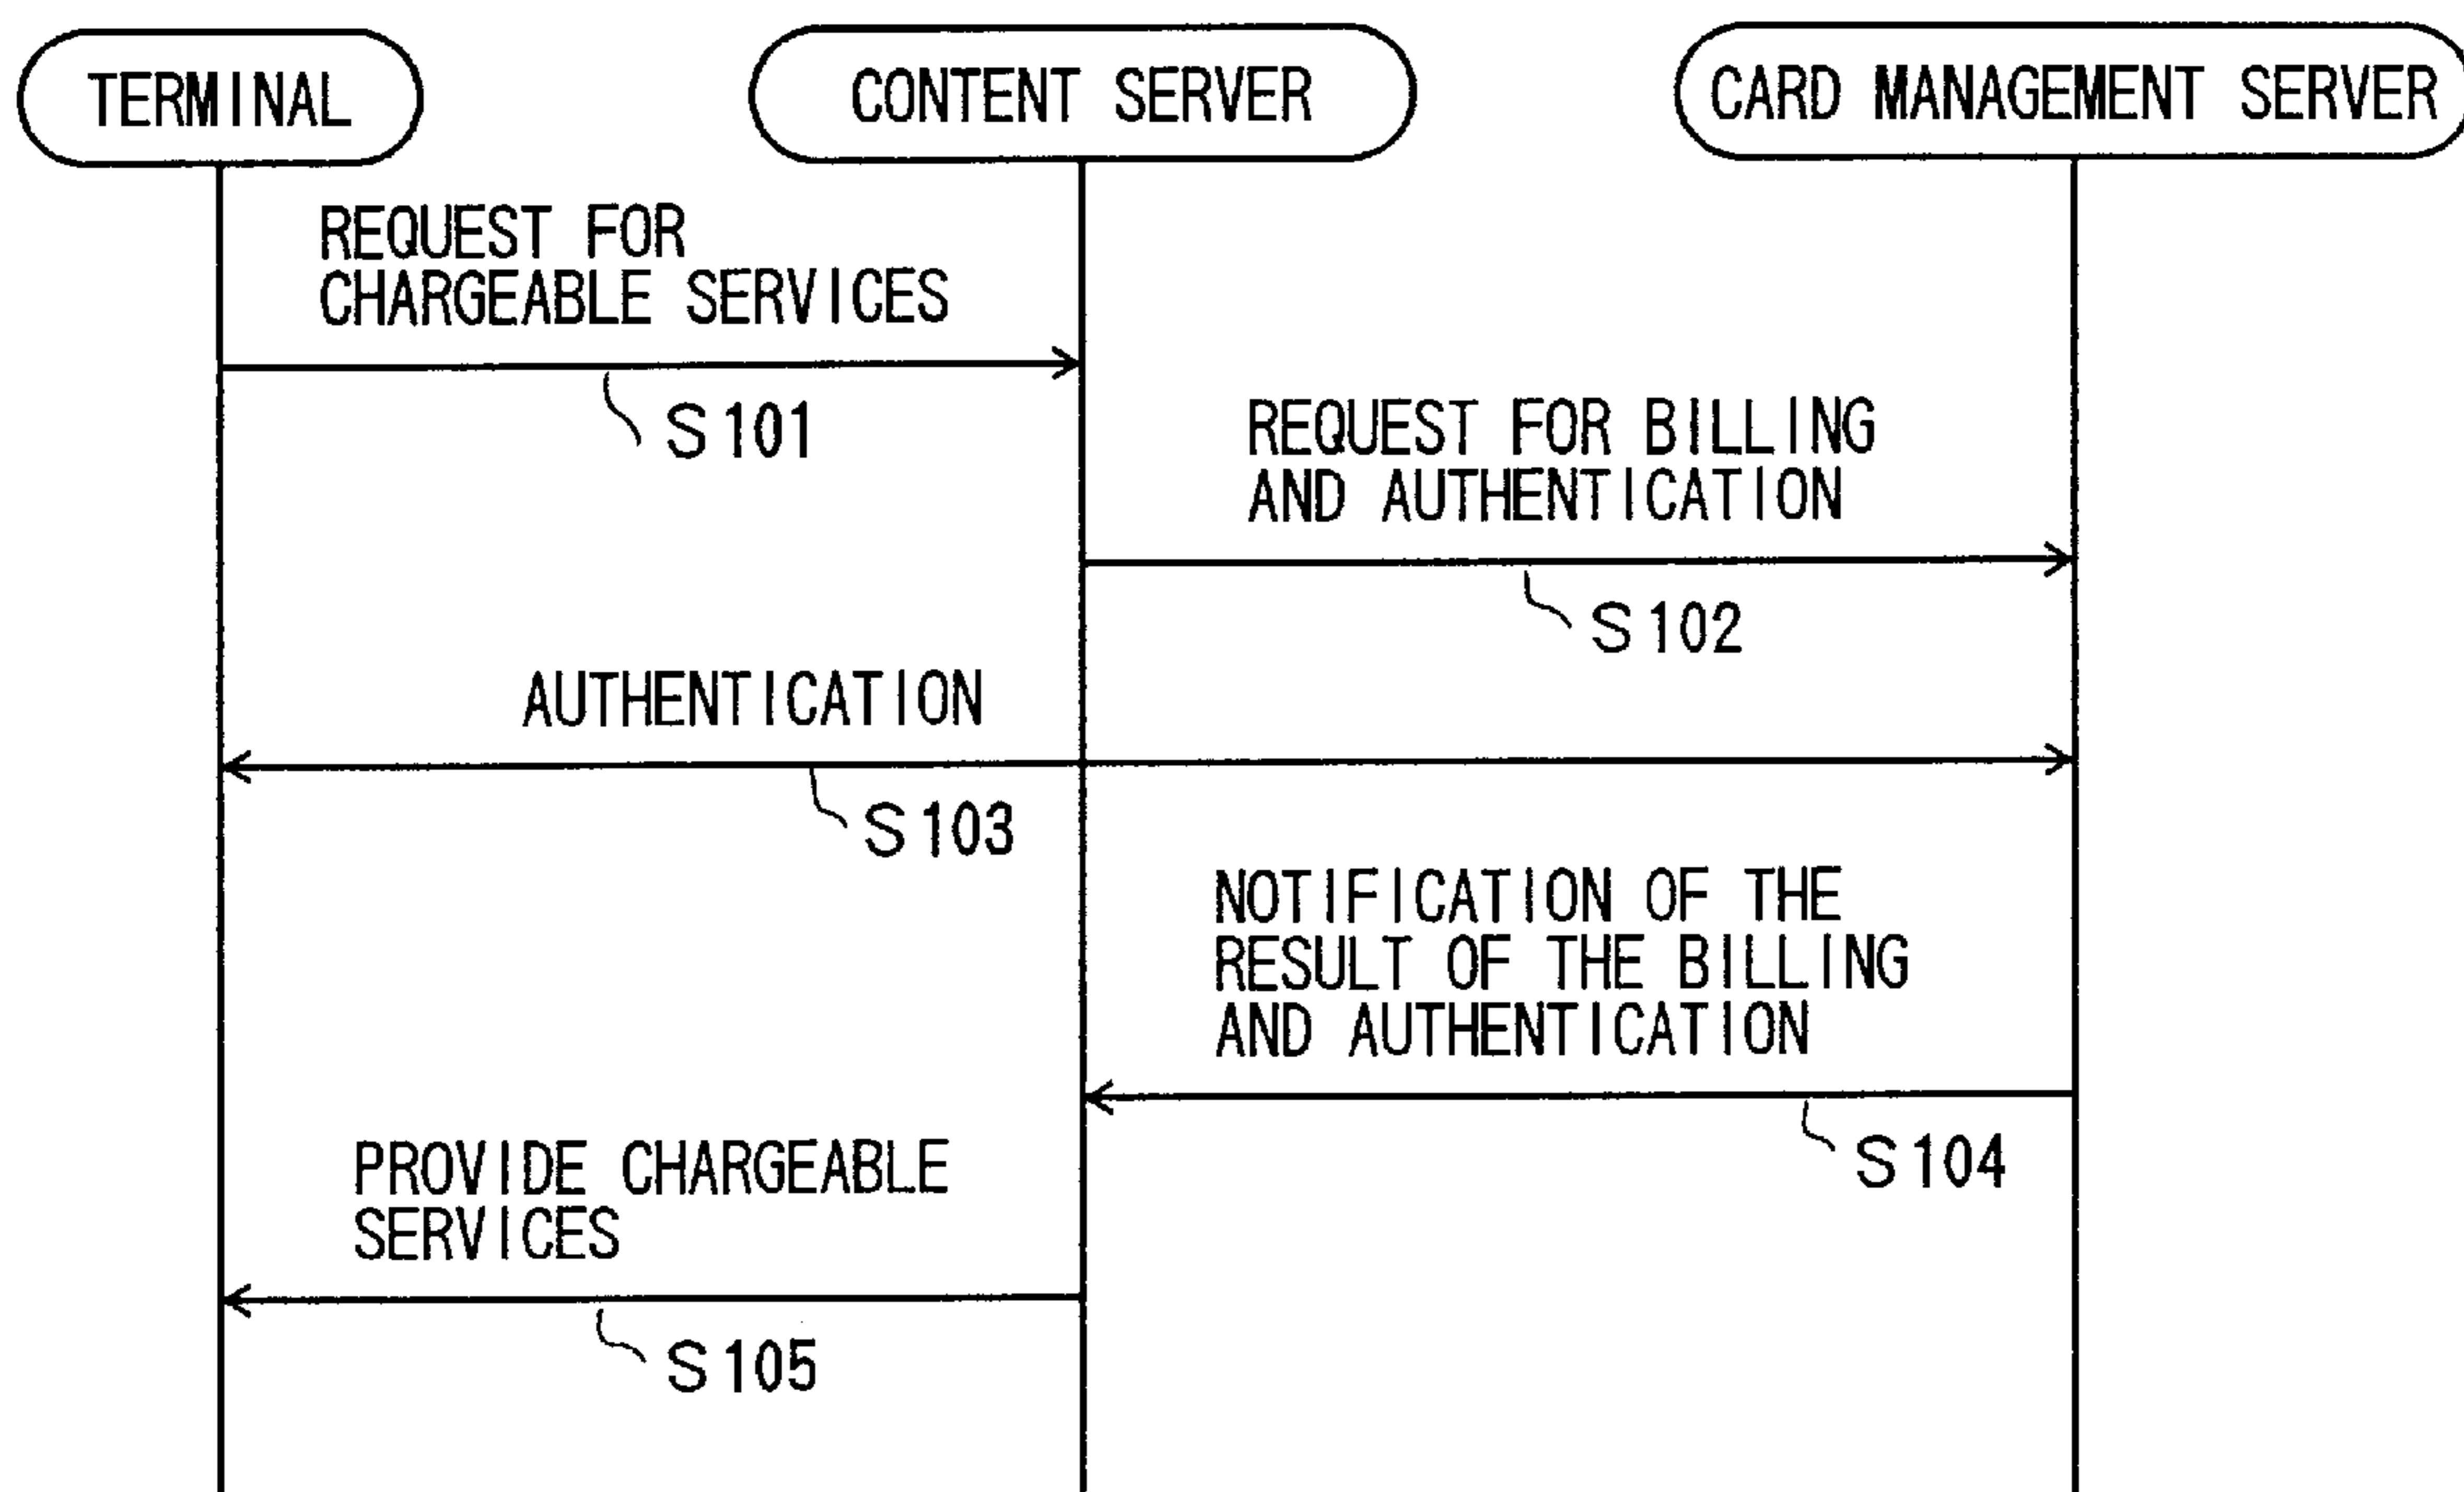 TERMINAL
CONTENT SERVER
CARD MANAGEMENT SERVER
REQUEST FOR
CHARGEABLE SERVICES
S101
REQUEST FOR BILLING
AND AUTHENTICATION
S102
AUTHENTICATION
S103
NOTIFICATION OF THE
RESULT OF THE BILLING
AND AUTHENTICATION
S104
PROVIDE CHARGEABLE
SERVICES
S105